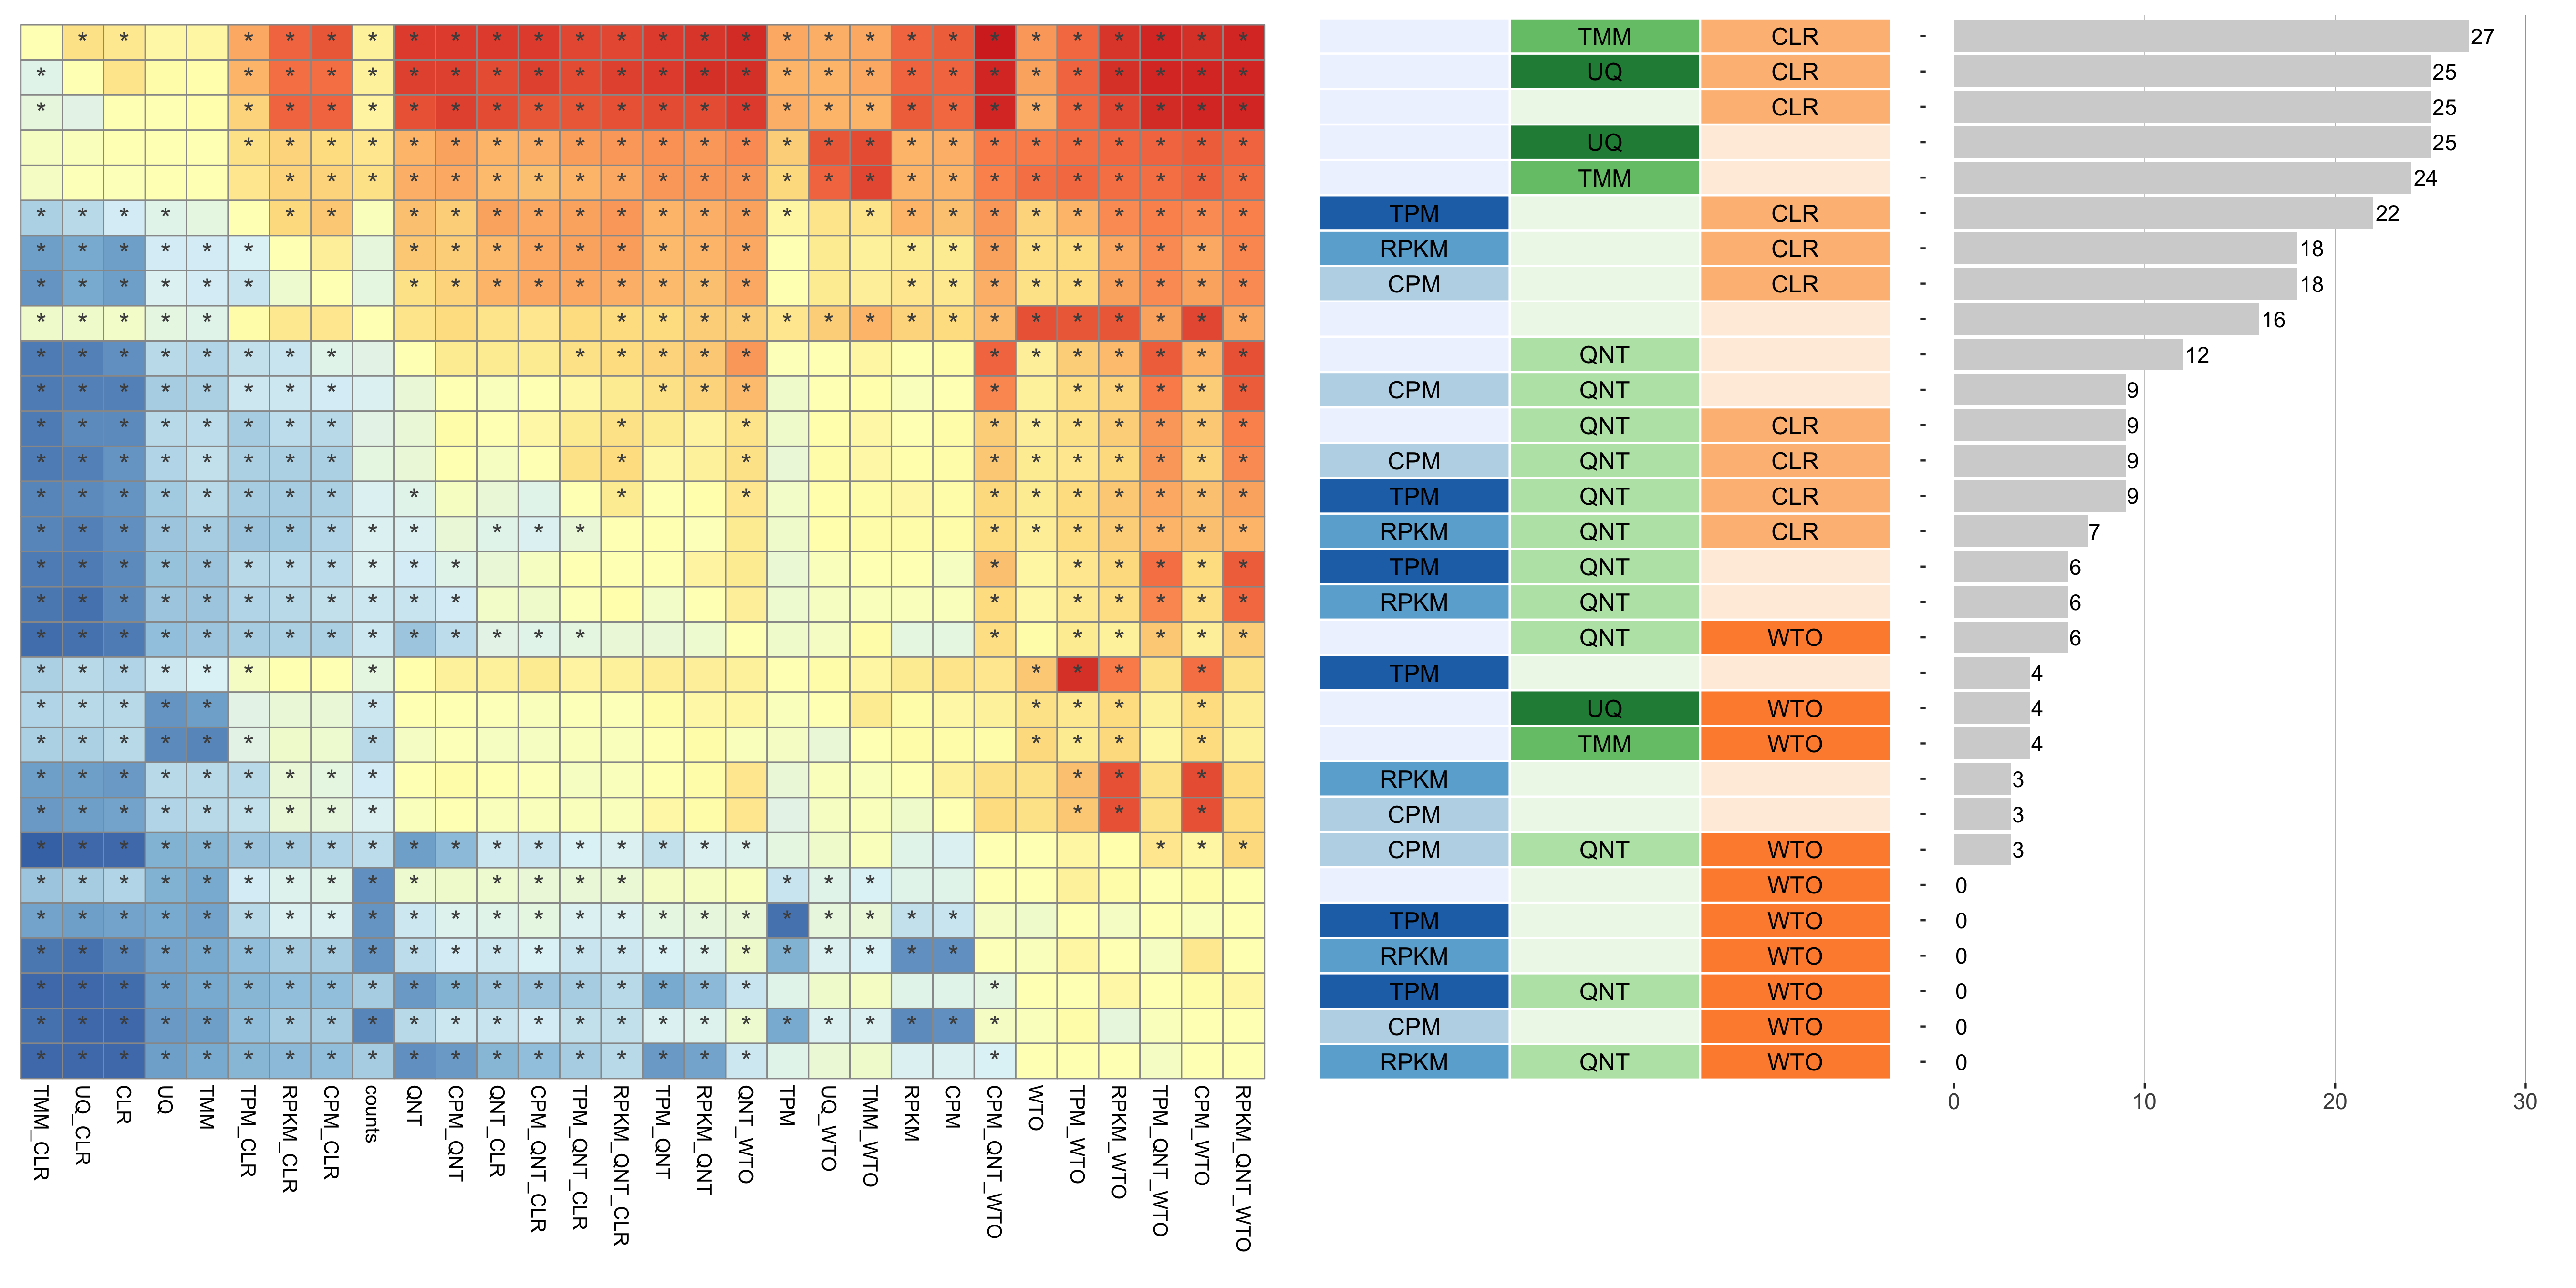 TMM CLR - 27
UQ CLR - 25
CLR - 25
UQ - 25
TMM - 24
TPM CLR - 22
RPKM CLR - 18
CPM CLR - 18
- 16
QNT - 12
CPM QNT - 9
QNT CLR - 9
CPM QNT CLR - 9
TPM QNT CLR - 9
RPKM QNT CLR - 7
TPM QNT - 6
RPKM QNT - 6
QNT WTO - 6
TPM - 4
UQ WTO - 4
TMM WTO - 4
RPKM - 3
CPM - 3
CPM QNT WTO - 3
WTO - 0
TPM WTO - 0
RPKM WTO - 0
TPM QNT WTO - 0
CPM WTO - 0
RPKM QNT WTO - 0
TMM_CLR
UQ_CLR
CLR
UQ
TMM
TPM_CLR
RPKM_CLR
CPM_CLR
counts
QNT
CPM_QNT
QNT_CLR
CPM_QNT_CLR
TPM_QNT_CLR
RPKM_QNT_CLR
TPM_QNT
RPKM_QNT
QNT_WTO
TPM
UQ_WTO
TMM_WTO
RPKM
CPM
CPM_QNT_WTO
WTO
TPM_WTO
RPKM_WTO
TPM_QNT_WTO
CPM_WTO
RPKM_QNT_WTO
0 10 20 30